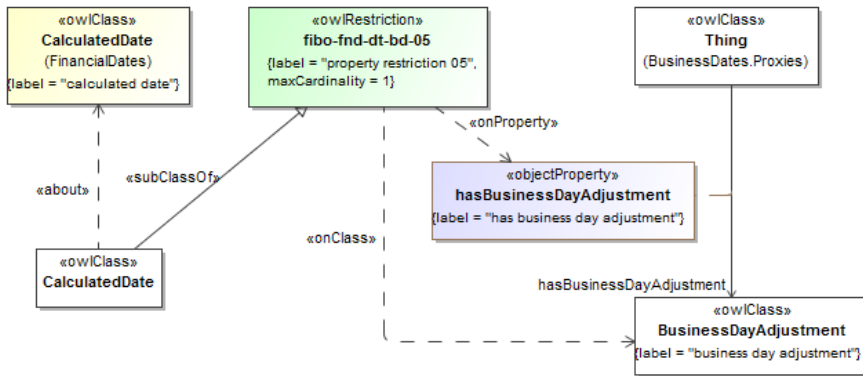 «owlClass»
CalculatedDate
(FinancialDates)
{label = "calculated date"}
«owlRestriction»
fibo-fnd-dt-bd-05
{label = "property restriction 05",
maxCardinality = 1}
«owlClass»
Thing
(BusinessDates.Proxies)
«onProperty»
«subClassOf»
«about»
«objectProperty»
hasBusinessDayAdjustment
{label = "has business day adjustment"}
«onClass»
«owlClass»
CalculatedDate
hasBusinessDayAdjustment
«owlClass»
BusinessDayAdjustment
{label = "business day adjustment"}